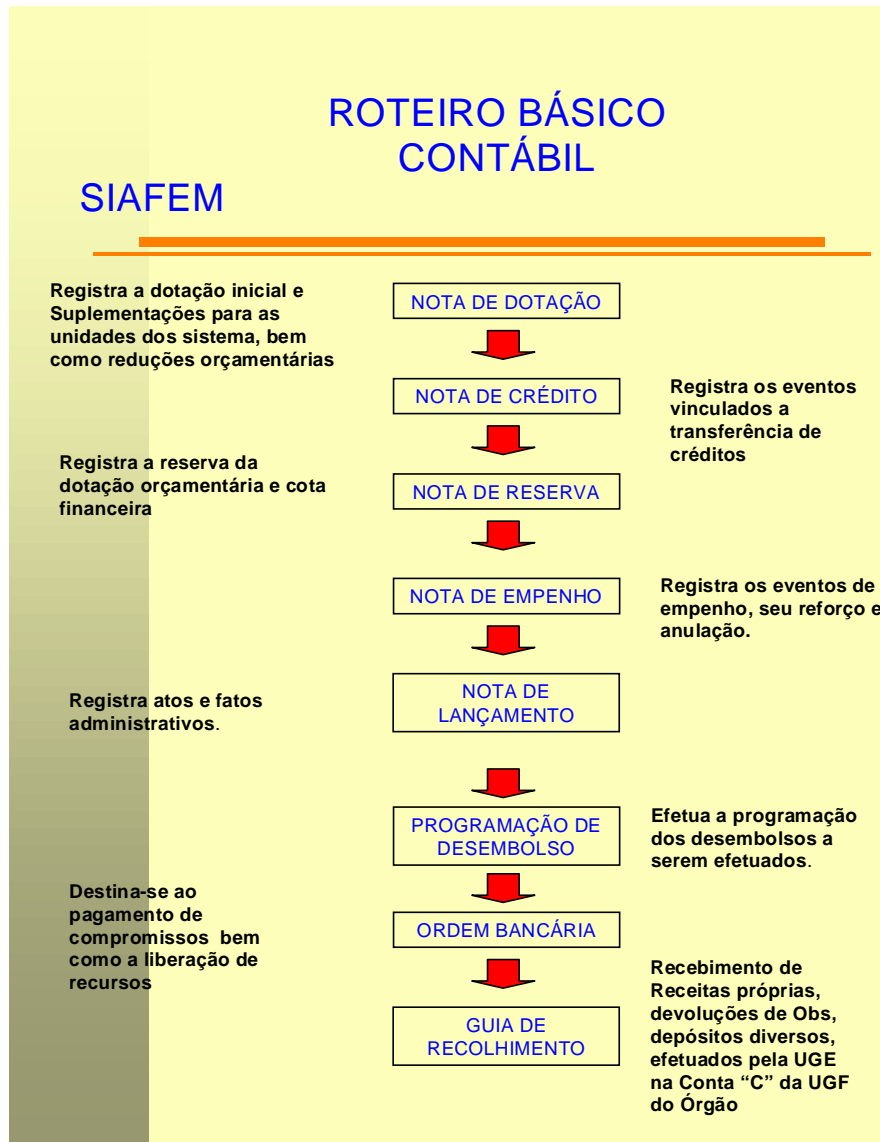 ROTEIRO BÁSICO
CONTÁBIL
SIAFEM
Registra a dotação inicial e
Suplementações para as
unidades dos sistema, bem
como reduções orçamentárias
NOTA DE DOTAÇÃO
NOTA DE CRÉDITO
Registra os eventos
vinculados a
transferência de
créditos
Registra a reserva da
dotação orçamentária e cota
financeira
NOTA DE RESERVA
NOTA DE EMPENHO
Registra os eventos de
empenho, seu reforço e
anulação.
Registra atos e fatos
administrativos.
NOTA DE
LANÇAMENTO
PROGRAMAÇÃO DE
DESEMBOLSO
Efetua a programação
dos desembolsos a
serem efetuados.
Destina-se ao
pagamento de
compromissos bem
como a liberação de
recursos
ORDEM BANCÁRIA
GUIA DE
RECOLHIMENTO
Recebimento de
Receitas próprias,
devoluções de Obs,
depósitos diversos,
efetuados pela UGE
na Conta “C” da UGF
do Órgão